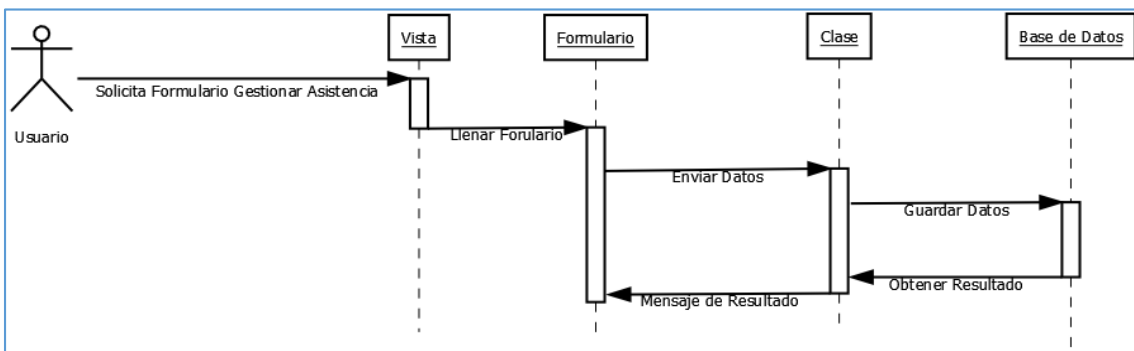 Vista
Formulario
Clase
Base de Datos
Solicita Formulario Gestionar Asistencia
Usuario
Llenar Forulario
Enviar Datos
Guardar Datos
Obtener Resultado
Mensaje de Resultado